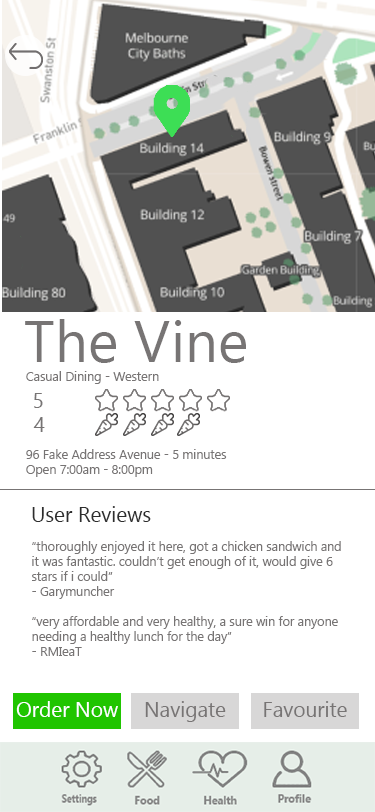 Melbourne
City Baths
Swanston St
Franklin Stre
Building 14
Building 9
Bowen Street
Building 12
Building 7
49
Garden Building
Building 80
Building 10
Building
The Vine
Casual Dining - Western
5
4
96 Fake Address Avenue - 5 minutes
Open 7:00am - 8:00pm
User Reviews
“thoroughly enjoyed it here, got a chicken sandwich and
it was fantastic. couldn’t get enough of it, would give 6
stars if i could”
- Garymuncher
“very affordable and very healthy, a sure win for anyone
needing a healthy lunch for the day”
- RMIeaT
Order Now
Navigate
Favourite
Settings
Food
Health
Profile